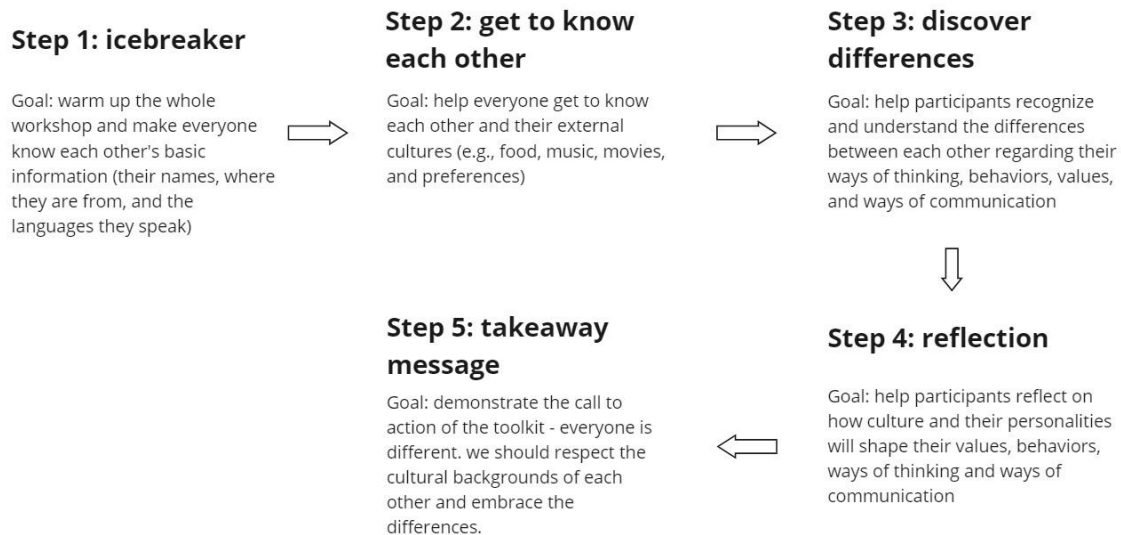 Step 1: icebreaker
Goal: warm up the whole
workshop and make everyone
know each other's basic
information (their names, where
they are from, and the
languages they speak)
Step 2: get to know
each other
Goal: help everyone get to know
each other and their external
cultures (e.g., food, music, movies,
and preferences)
Step 3: discover
differences
Goal: help participants recognize
and understand the differences
between each other regarding their
ways of thinking, behaviors, values,
and ways of communication
Step 4: reflection
Goal: help participants reflect on
how culture and their personalities
will shape their values, behaviors,
ways of thinking and ways of
communication
Step 5: takeaway
message
Goal: demonstrate the call to
action of the toolkit - everyone is
different. we should respect the
cultural backgrounds of each
other and embrace the
differences.